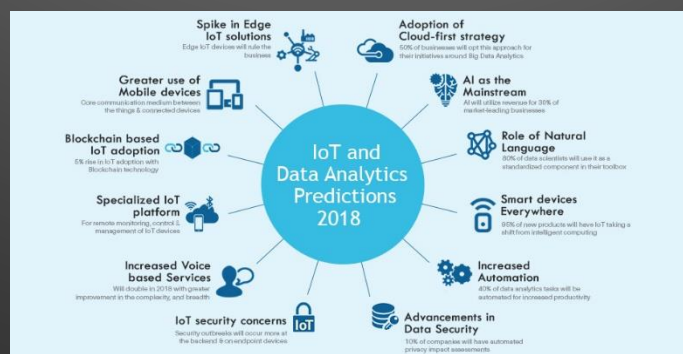 IoT and
Data Analytics
Predictions
2018
Spike in Edge
IoT solutions
Edge IoT devices will rule the
business
Greater use of
Mobile devices
Core communication medium between
the things & connected devices
Blockchain based
IoT adoption
5% rise in IoT adoption with
Blockchain technology
Specialized IoT
platform
For remote monitoring, control &
management of IoT devices
Increased Voice
based Services
Will double in 2018 with greater
improvement in the complexity, and breadth
IoT security concerns
Security outbreaks will occur more at
the backend & on endpoint devices
IoT
Adoption of
Cloud-first strategy
60% of businesses will opt this approach for
their initiatives around Big Data Analytics
AI as the
Mainstream
AI will utilize revenue for 36% of
market-leading businesses
Role of Natural
Language
80% of data scientists will use it as a
standardized component in their toolbox
Smart devices
Everywhere
95% of new products will have IoT taking a
shift from intelligent computing
Increased
Automation
40% of data analytics tasks will be
automated for increased productivity
Advancements in
Data Security
10% of companies will have automated
privacy impact assessments